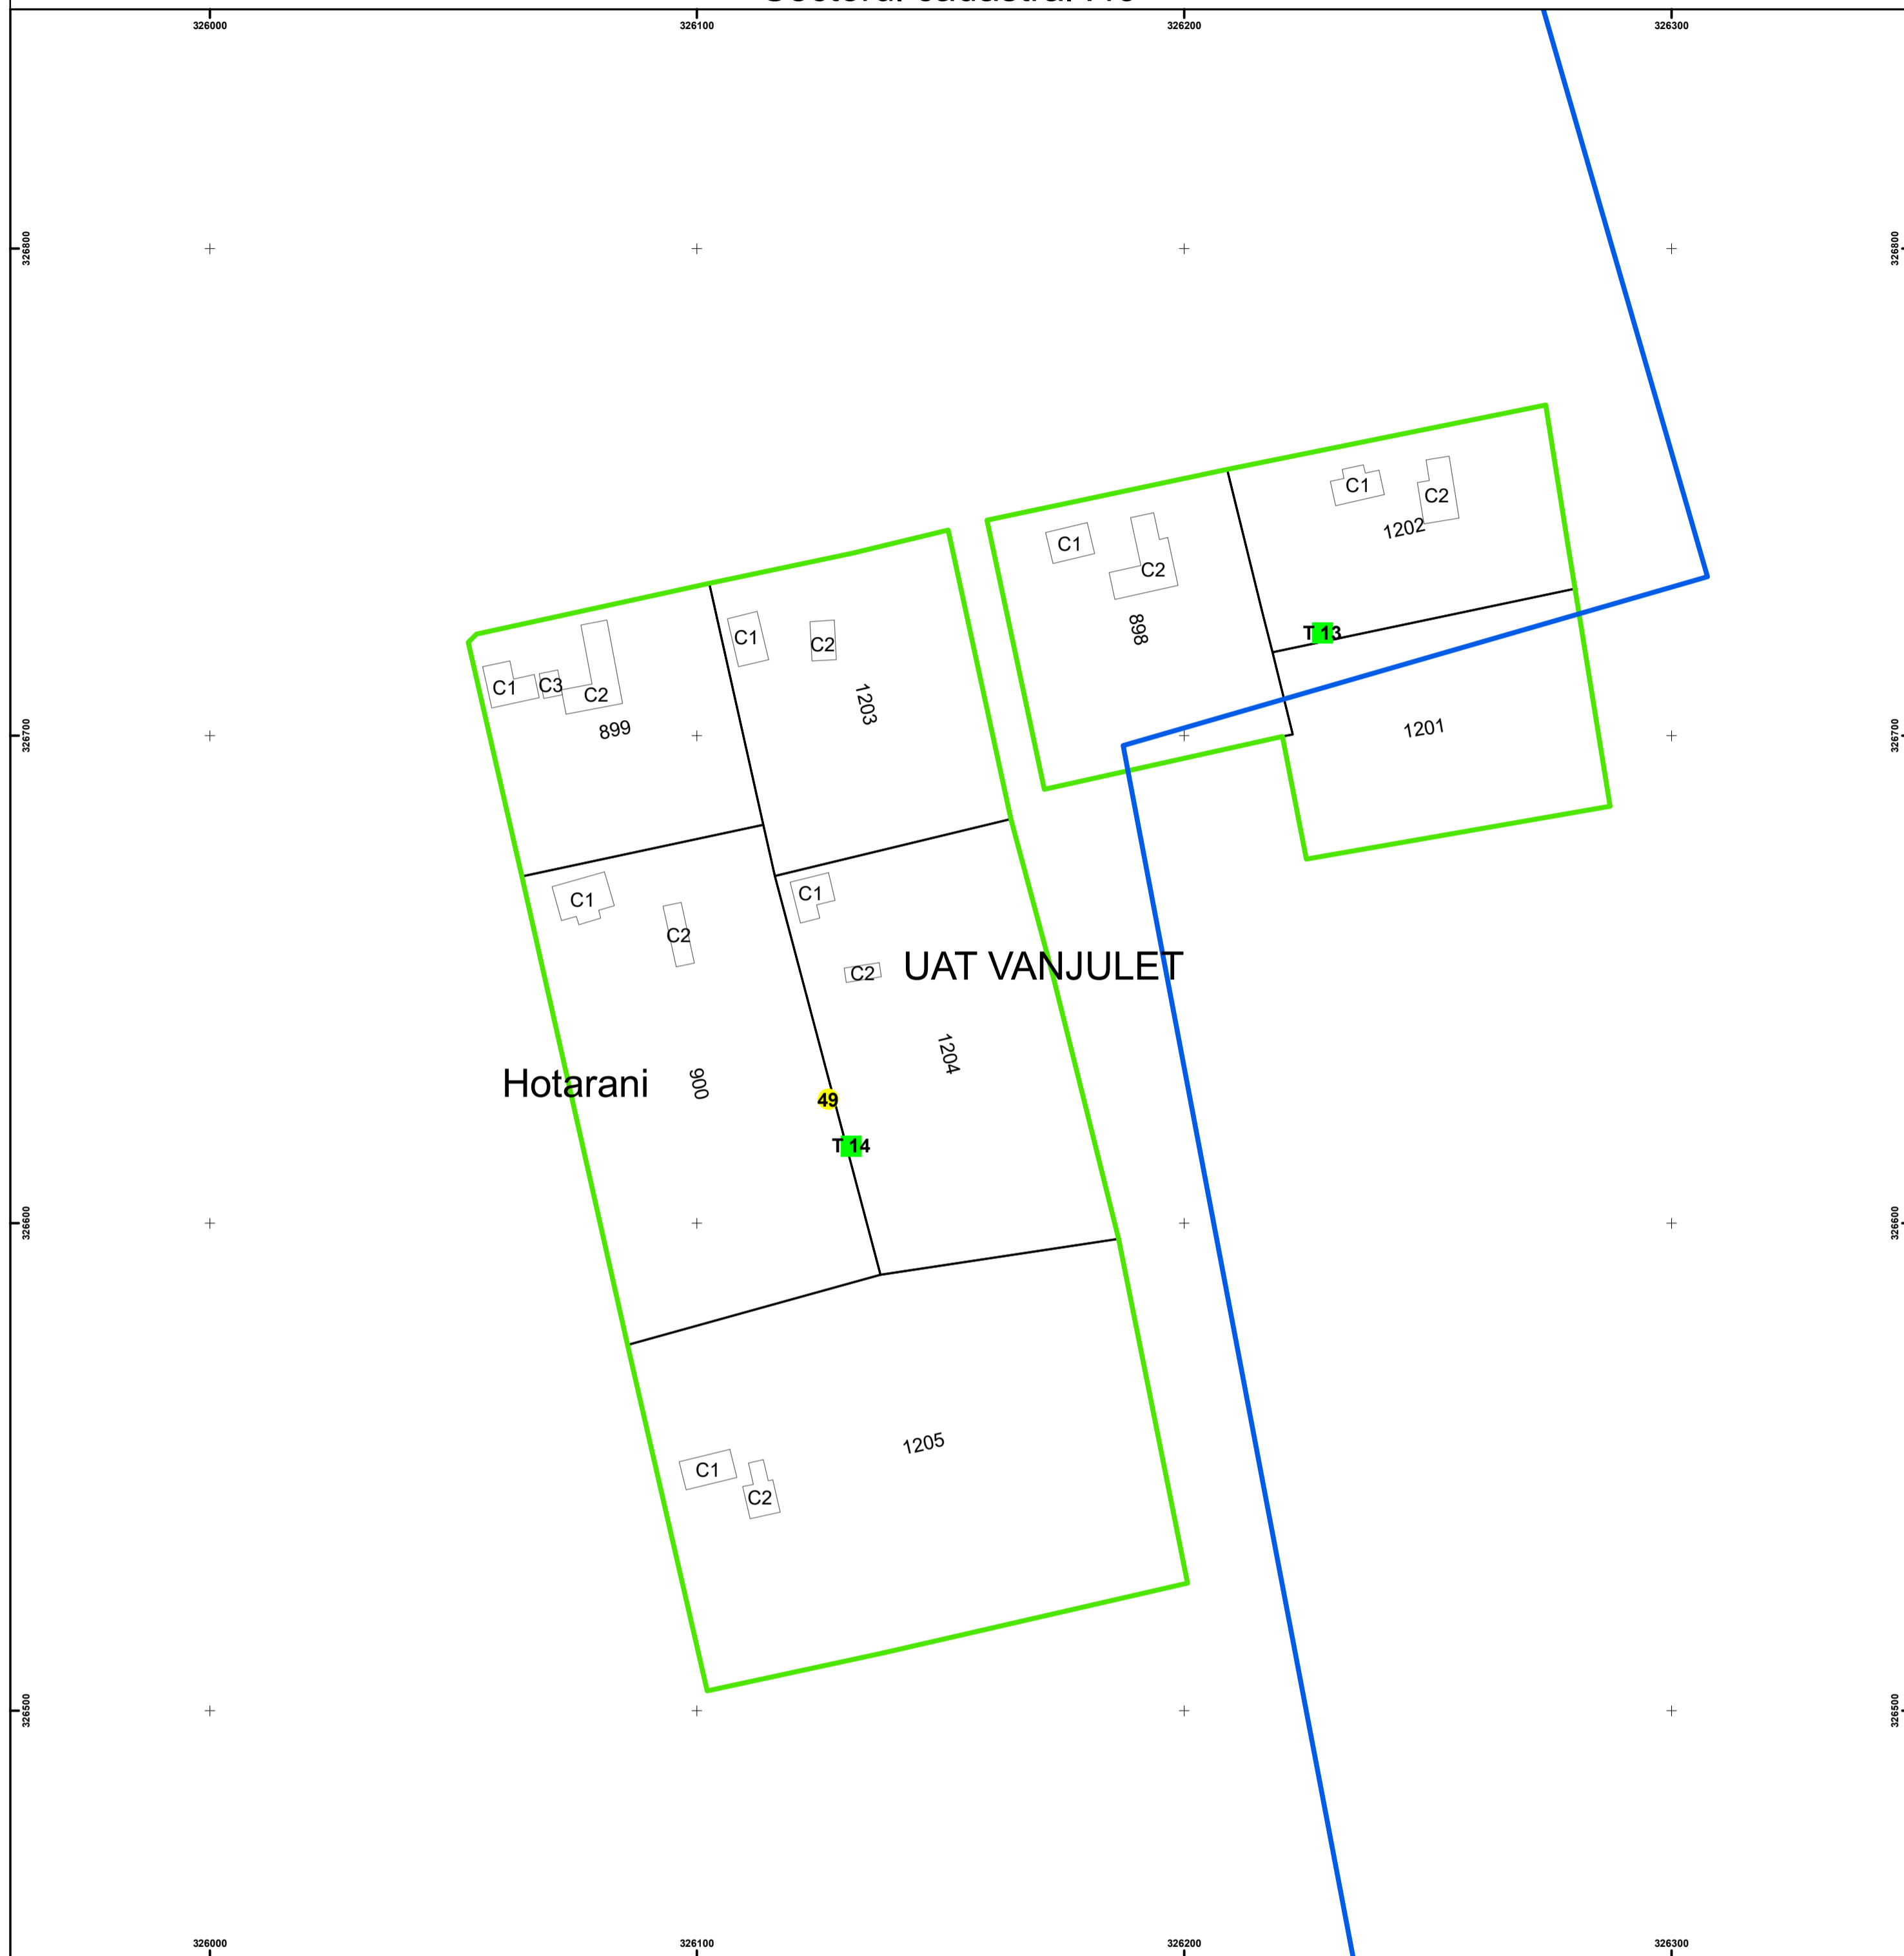 326000 326100 326200 326300
326800 326800
C1 C2 1202
C1 C2 898
T 13
C1 C2 1203
C1 C3 C2 899
326700 326700
1201
C1 C2 C1
C2 UAT VANJULET
1204
Hotarani 900
49
T 14
326600 326600
1205
C1 C2
326500 326500
326000 326100 326200 326300